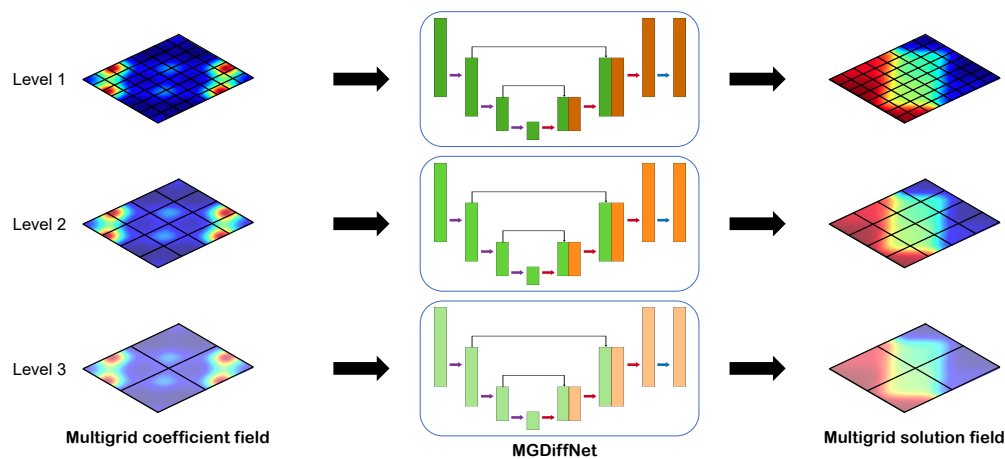 Level 1
Level 2
Level 3
Multigrid coefficient field
MGDiffNet
Multigrid solution field